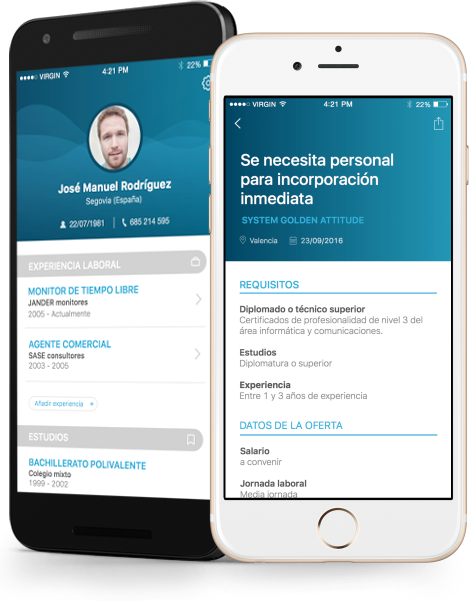 VIRGIN
4:21 PM
22%
José Manuel Rodríguez
Segovia (España)
22/07/1981 | 685 214 595
EXPERIENCIA LABORAL
MONITOR DE TIEMPO LIBRE
JANDER monitores
2005 - Actualmente
AGENTE COMERCIAL
SASE consultores
2003 - 2005
Añadir experiencia +
ESTUDIOS
BACHILLERATO POLIVALENTE
Colegio mixto
1999 - 2002
VIRGIN
4:21 PM
22%
Se necesita personal
para incorporación
inmediata
SYSTEM GOLDEN ATTITUDE
Valencia 23/09/2016
REQUISITOS
Diplomado o técnico superior
Certificados de profesionalidad de nivel 3 del
área informática y comunicaciones.
Estudios
Diplomatura o superior
Experiencia
Entre 1 y 3 años de experiencia
DATOS DE LA OFERTA
Salario
a convenir
Jornada laboral
Media jornada